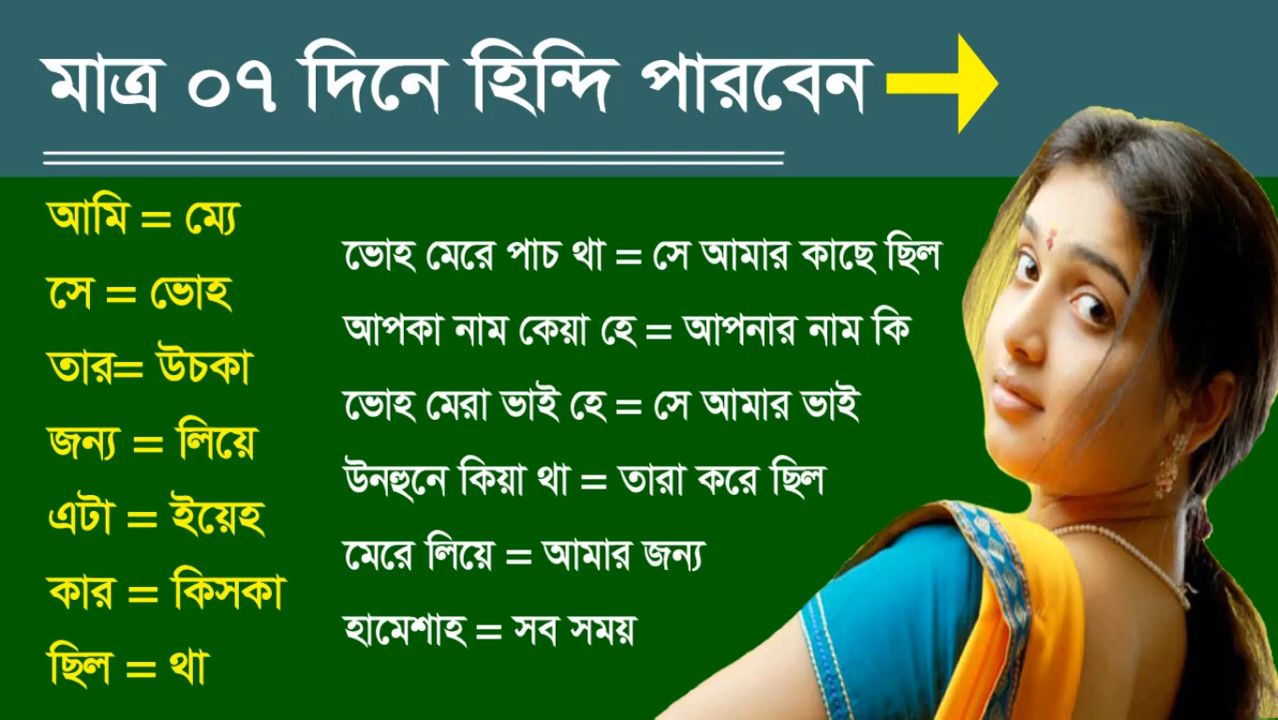 মাত্র ০৭ দিনে হিন্দি পারবেন
আমি = ম্যে
সে = ভোহ
তার= উচকা
জন্য = লিয়ে
এটা = ইয়েহ
কার = কিসকা
ছিল = থা
ভোহ মেরে পাচ থা = সে আমার কাছে ছিল
আপকা নাম কেয়া হে = আপনার নাম কি
ভোহ মেরা ভাই হে = সে আমার ভাই
উনহুনে কিয়া থা = তারা করে ছিল
মেরে লিয়ে = আমার জন্য
হামেশাহ = সব সময়